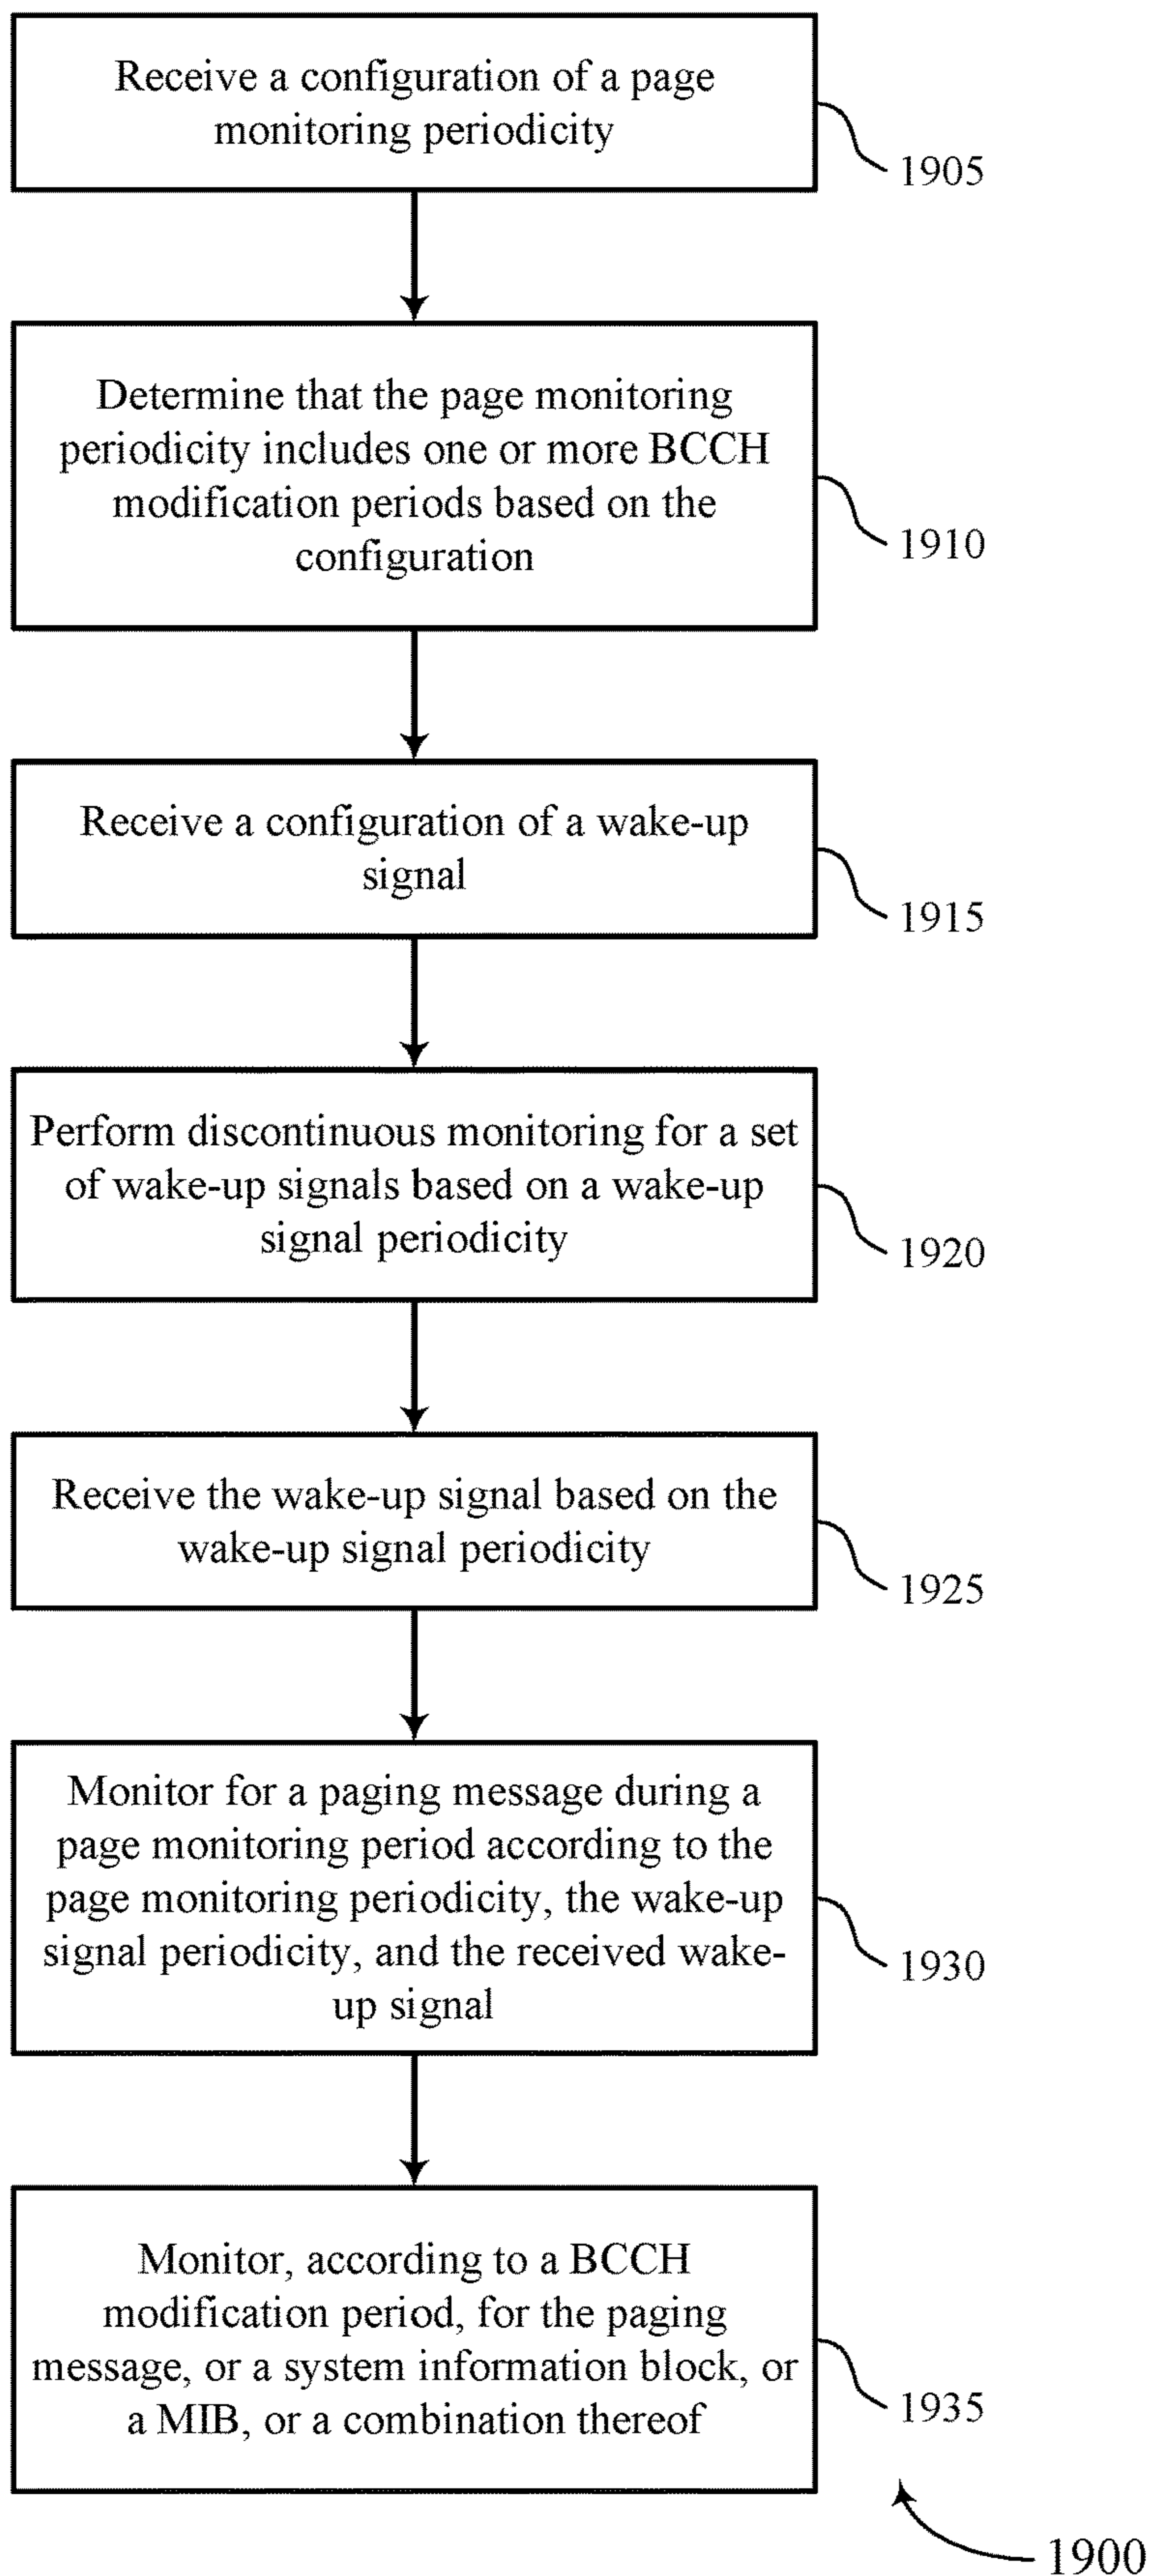 Receive a configuration of a page
monitoring periodicity
1905
Determine that the page monitoring
periodicity includes one or more BCCH
modification periods based on the
configuration
1910
Receive a configuration of a wake-up
signal
1915
Perform discontinuous monitoring for a set
of wake-up signals based on a wake-up
signal periodicity
1920
Receive the wake-up signal based on the
wake-up signal periodicity
1925
Monitor for a paging message during a
page monitoring period according to the
page monitoring periodicity, the wake-up
signal periodicity, and the received wake-
up signal
1930
Monitor, according to a BCCH
modification period, for the paging
message, or a system information block, or
a MIB, or a combination thereof
1935
1900